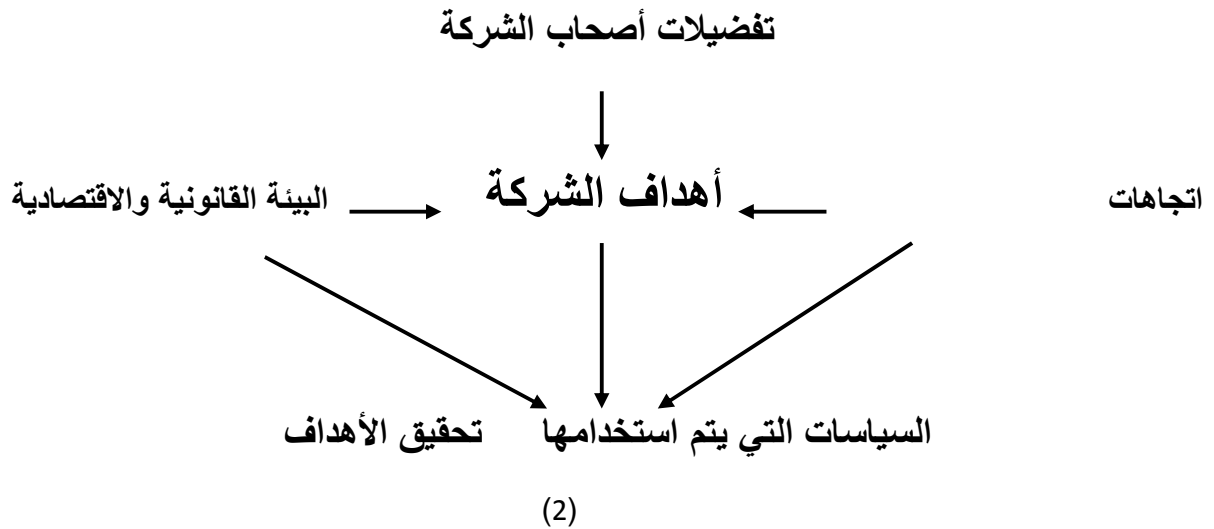 تفضيلات أصحاب الشركة
اتجاهات أهداف الشركة البيئة القانونية والاقتصادية
السياسات التي يتم استخدامها تحقيق الأهداف
(2)